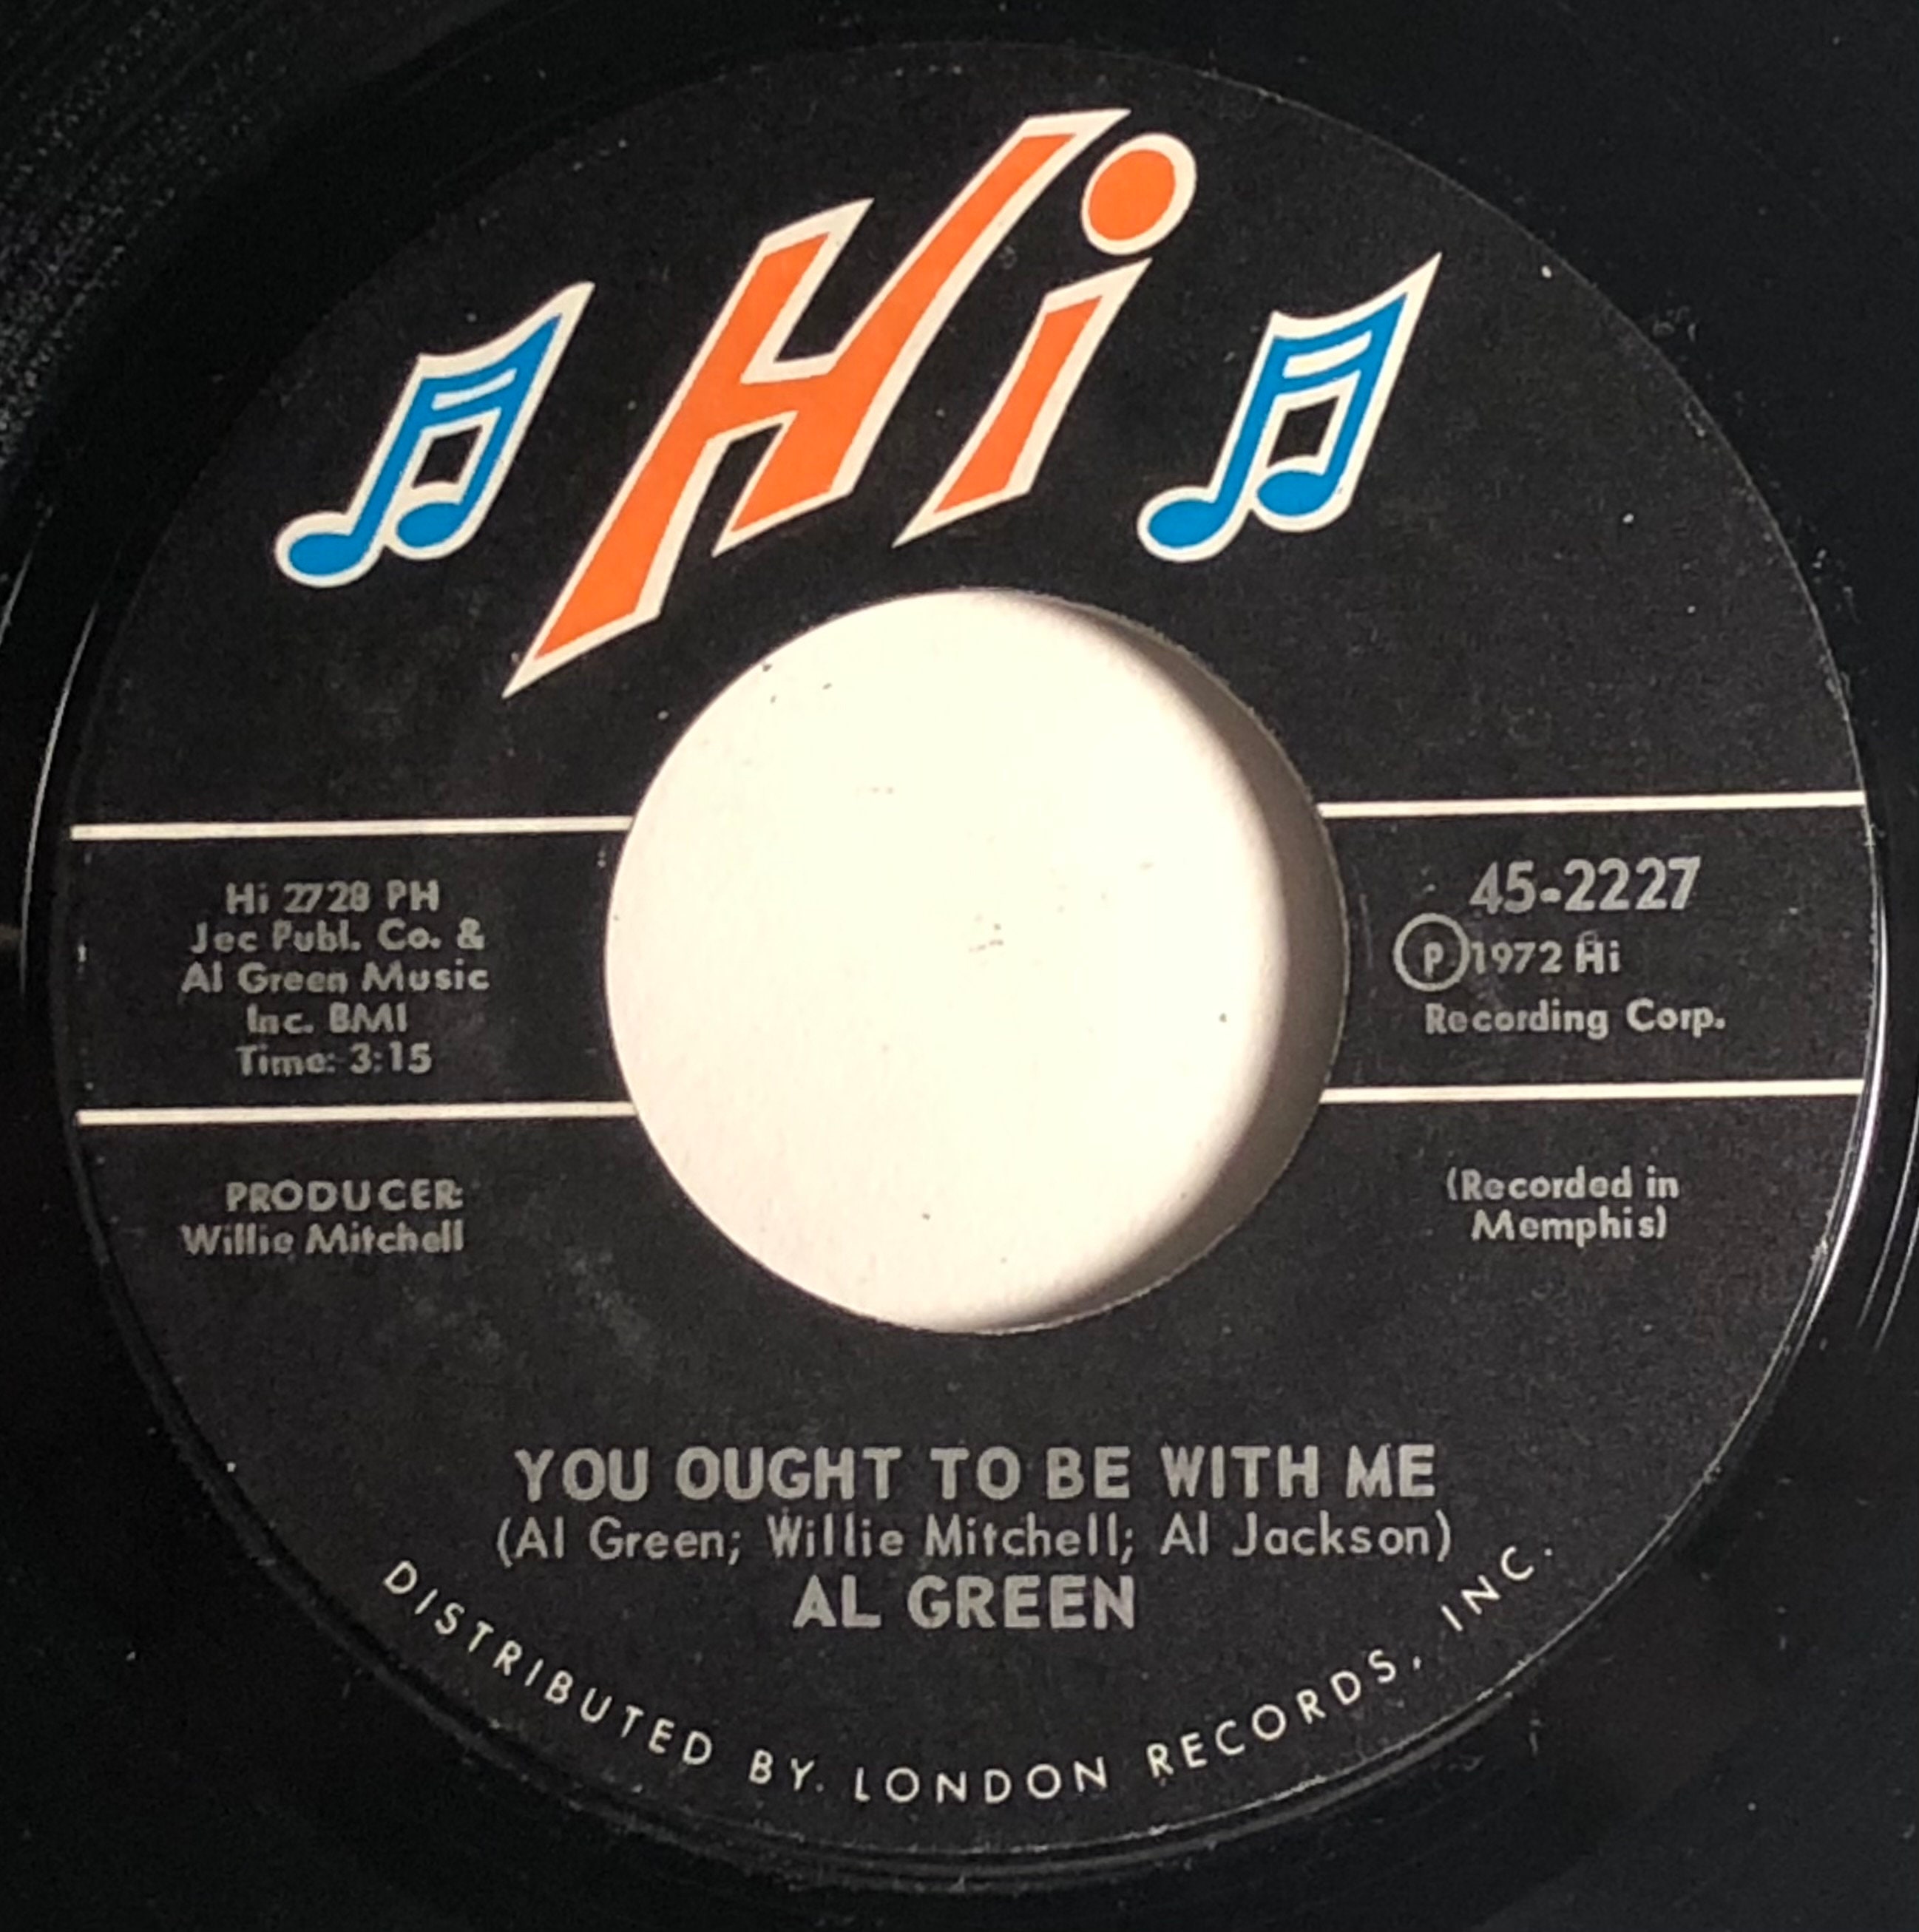 Hi
Hi 2728 PH
Jec Publ. Co. &
Al Green Music
Inc. BMI
Time: 3:15
45-2227
Ⓟ1972 Hi
Recording Corp.
PRODUCER:
Willie Mitchell
(Recorded in
Memphis)
YOU OUGHT TO BE WITH ME
(Al Green; Willie Mitchell; Al Jackson)
AL GREEN
DISTRIBUTED BY. LONDON RECORDS, INC.